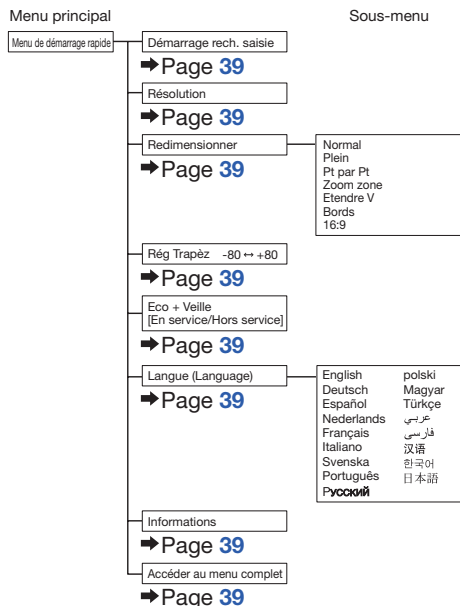 Menu principal
Sous-menu
Menu de démarrage rapide
Démarrage rech. saisie
➡Page 39
Résolution
➡Page 39
Redimensionner
➡Page 39
Normal
Plein
Pt par Pt
Zoom zone
Etendre V
Bords
16:9
Rég Trapèz -80 ↔ +80
➡Page 39
Eco + Veille
[En service/Hors service]
➡Page 39
Langue (Language)
➡Page 39
English
Deutsch
Español
Nederlands
Français
Italiano
Svenska
Português
Русский
polski
Magyar
Türkçe
عربي
فارسی
汉语
한국어
日本語
Informations
➡Page 39
Accéder au menu complet
➡Page 39